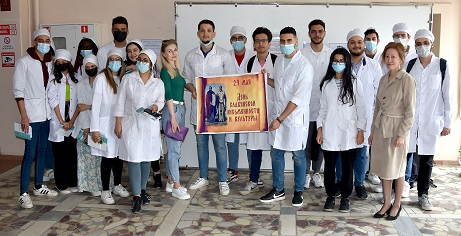 24 мая
День
славянской
письменности
и культуры